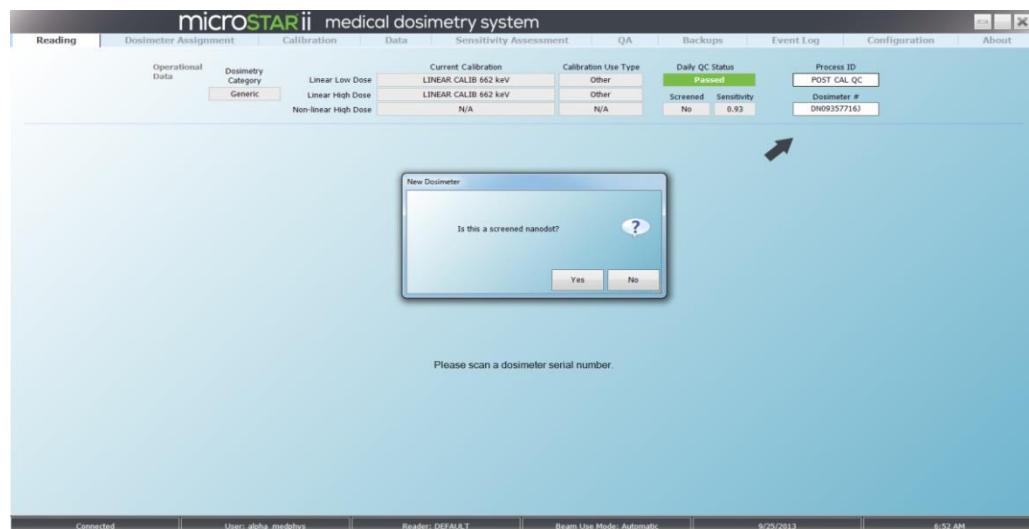 microSTARii medical dosimetry system
Reading Dosimeter Assignment Calibration Data Sensitivity Assessment QA Backups Event Log Configuration About
Operational Data
Dosimetry Category
Generic
Current Calibration Calibration Use Type
Linear Low Dose LINEAR CALIB 662 keV Other
Linear High Dose LINEAR CALIB 662 keV Other
Non-linear High Dose N/A N/A
Daily QC Status
Passed
Screened Sensitivity
No 0.93
Process ID
POST CAL QC
Dosimeter #
DN09357716J
New Dosimeter
Is this a screened nanodot?
?
Yes No
Please scan a dosimeter serial number.
Connected User: alpha_medphys Reader: DEFAULT Beam Use Mode: Automatic 9/25/2013 6:52 AM